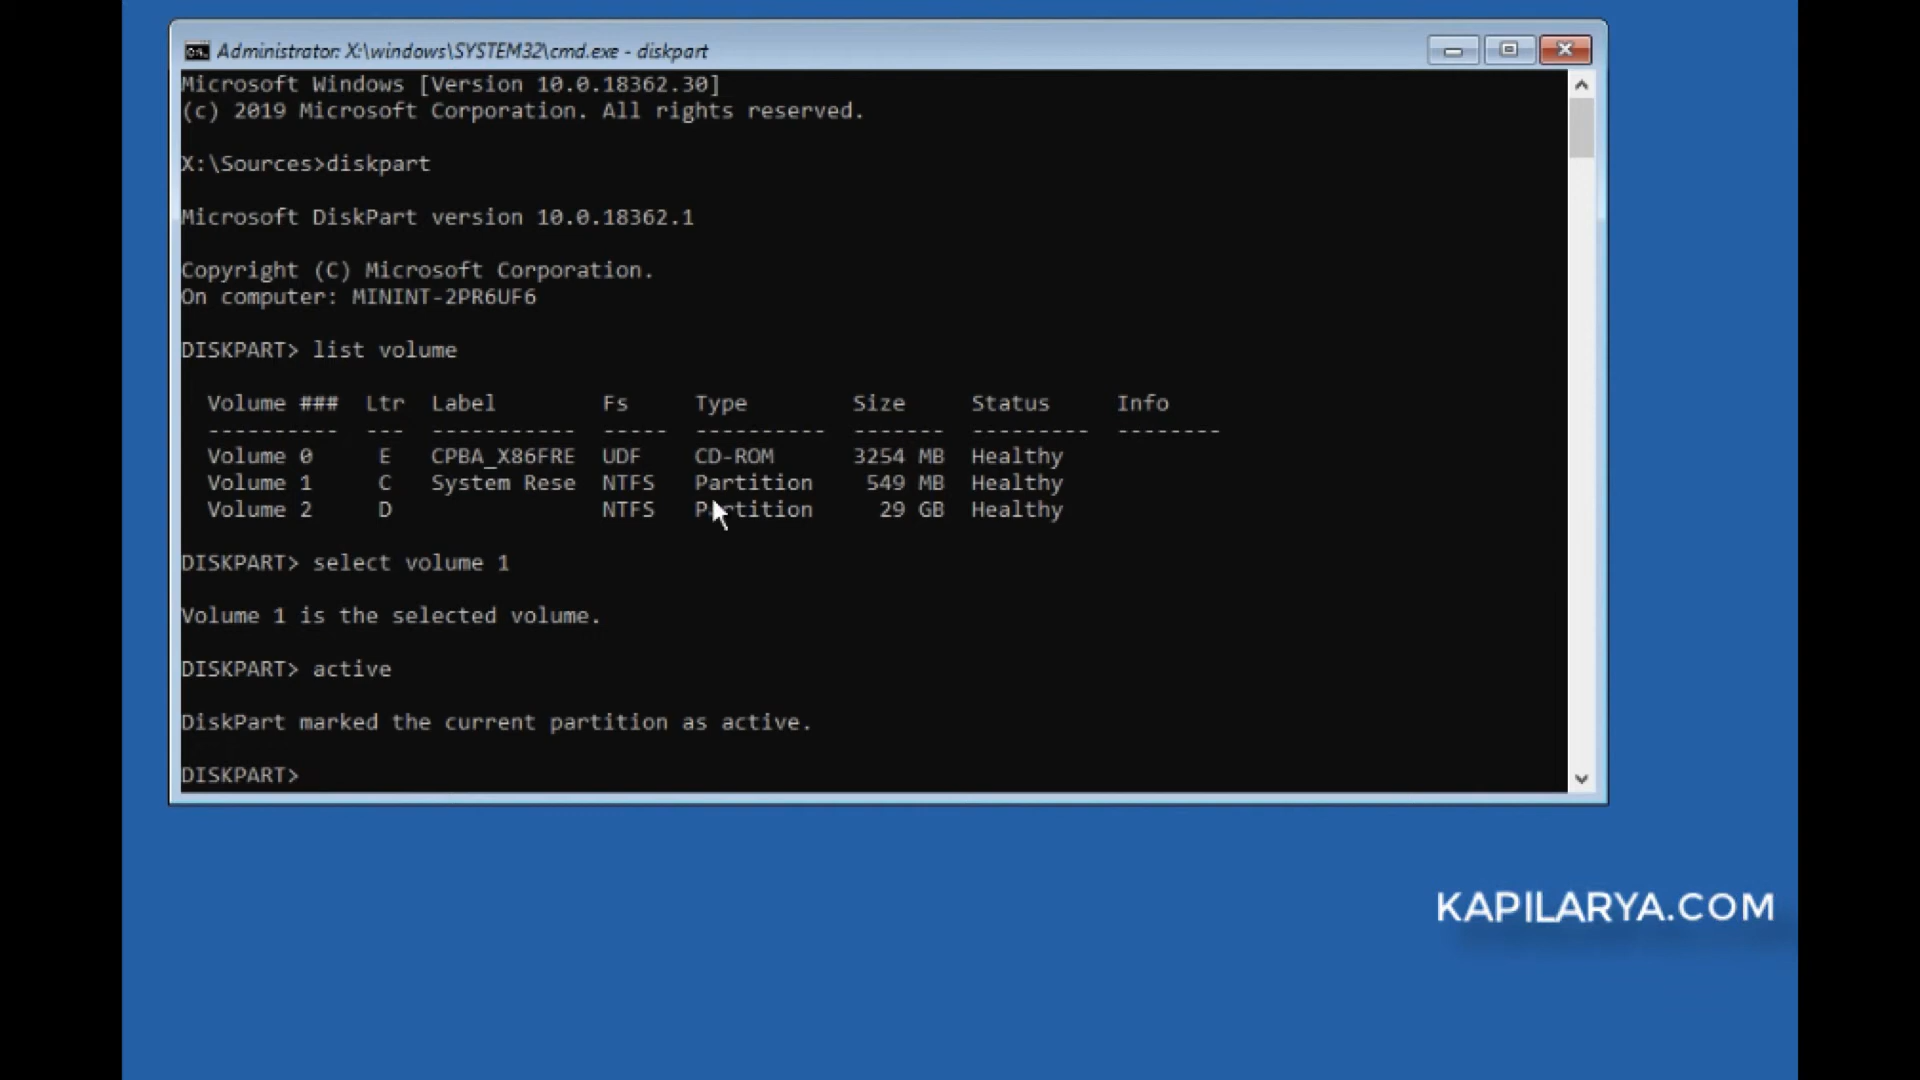 Administrator: X:\windows\SYSTEM32\cmd.exe - diskpart
Microsoft Windows [Version 10.0.18362.30]
(c) 2019 Microsoft Corporation. All rights reserved.
X:\Sources>diskpart
Microsoft DiskPart version 10.0.18362.1
Copyright (C) Microsoft Corporation.
On computer: MININT-2PR6UF6
DISKPART> list volume
Volume ###  Ltr  Label        Fs     Type        Size     Status     Info
----------  ---  -----------  -----  ----------  -------  ---------  --------
Volume 0     E   CPBA_X86FRE  UDF    CD-ROM      3254 MB  Healthy
Volume 1     C   System Rese  NTFS   Partition    549 MB  Healthy
Volume 2     D                NTFS   Partition     29 GB  Healthy
DISKPART> select volume 1
Volume 1 is the selected volume.
DISKPART> active
DiskPart marked the current partition as active.
DISKPART>
KAPILARYA.COM